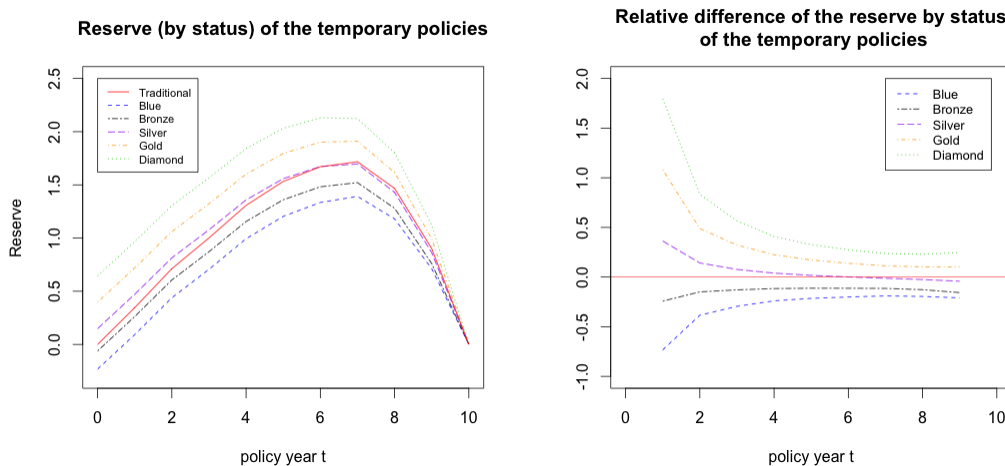 Reserve (by status) of the temporary policies
2.5
2.0
1.5
1.0
0.5
0.0
Reserve
Traditional
Blue
Bronze
Silver
Gold
Diamond
0 2 4 6 8 10
policy year t
Relative difference of the reserve by status
of the temporary policies
2.0
1.5
1.0
0.5
0.0
-0.5
-1.0
Blue
Bronze
Silver
Gold
Diamond
0 2 4 6 8 10
policy year t